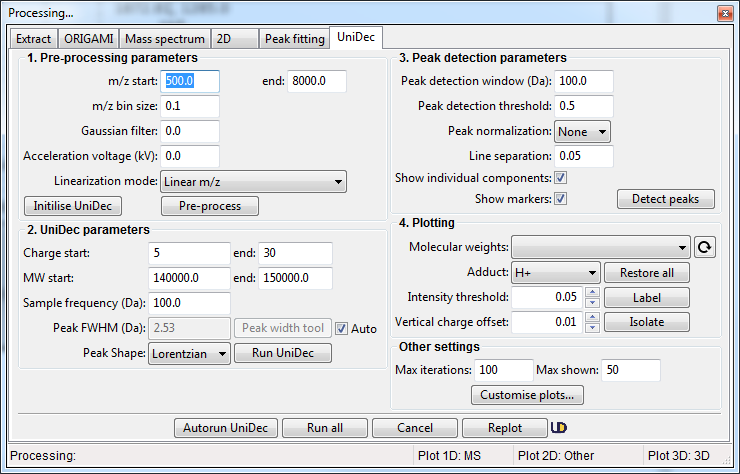 Processing...
Extract ORIGAMI Mass spectrum 2D Peak fitting UniDec
1. Pre-processing parameters
m/z start: 500.0 end: 8000.0
m/z bin size: 0.1
Gaussian filter: 0.0
Acceleration voltage (kV): 0.0
Linearization mode: Linear m/z
Initilise UniDec Pre-process
2. UniDec parameters
Charge start: 5 end: 30
MW start: 140000.0 end: 150000.0
Sample frequency (Da): 100.0
Peak FWHM (Da): 2.53 Peak width tool Auto
Peak Shape: Lorentzian Run UniDec
3. Peak detection parameters
Peak detection window (Da): 100.0
Peak detection threshold: 0.5
Peak normalization: None
Line separation: 0.05
Show individual components:
Show markers: Detect peaks
4. Plotting
Molecular weights:
Adduct: H+ Restore all
Intensity threshold: 0.05 Label
Vertical charge offset: 0.01 Isolate
Other settings
Max iterations: 100 Max shown: 50
Customise plots...
Autorun UniDec Run all Cancel Replot UD
Processing: Plot 1D: MS Plot 2D: Other Plot 3D: 3D